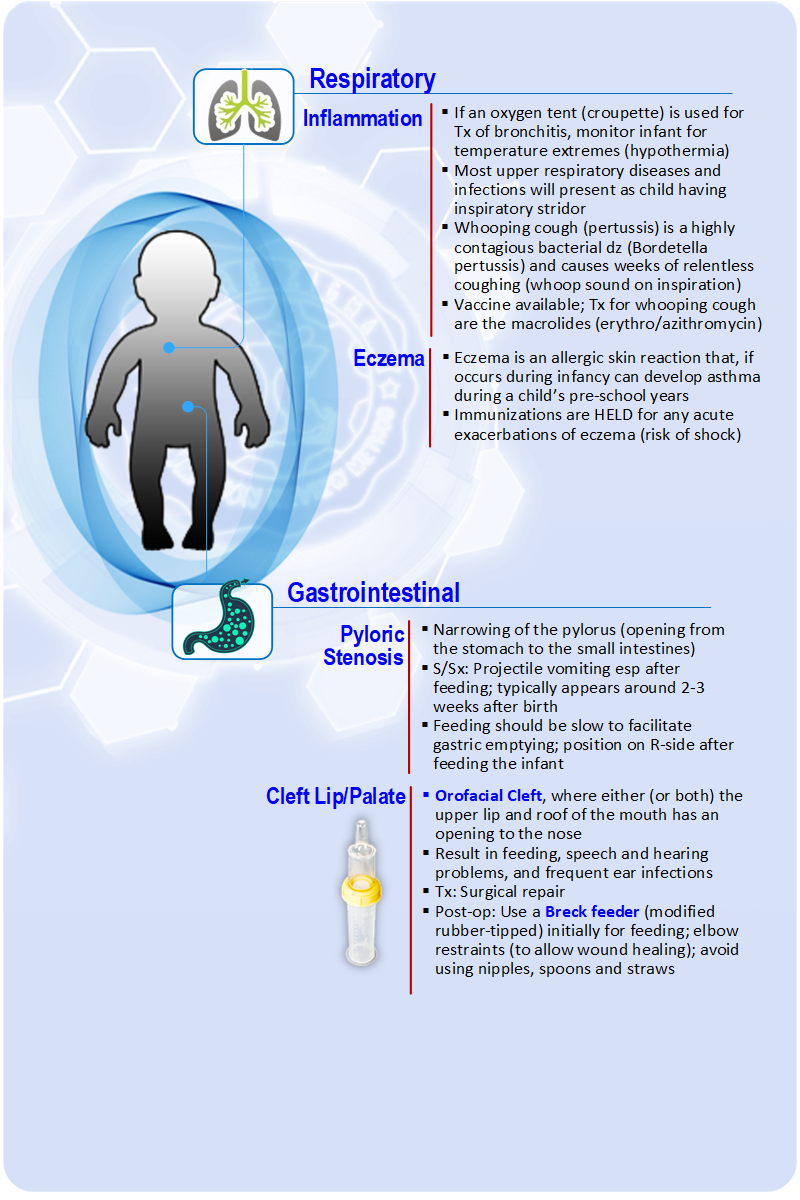 Respiratory
Inflammation
▪ If an oxygen tent (croupette) is used for
Tx of bronchitis, monitor infant for
temperature extremes (hypothermia)
▪ Most upper respiratory diseases and
infections will present as child having
inspiratory stridor
▪ Whooping cough (pertussis) is a highly
contagious bacterial dz (Bordetella
pertussis) and causes weeks of relentless
coughing (whoop sound on inspiration)
▪ Vaccine available; Tx for whooping cough
are the macrolides (erythro/azithromycin)
Eczema
▪ Eczema is an allergic skin reaction that, if
occurs during infancy can develop asthma
during a child’s pre-school years
▪ Immunizations are HELD for any acute
exacerbations of eczema (risk of shock)
Gastrointestinal
Pyloric
Stenosis
▪ Narrowing of the pylorus (opening from
the stomach to the small intestines)
▪ S/Sx: Projectile vomiting esp after
feeding; typically appears around 2-3
weeks after birth
▪ Feeding should be slow to facilitate
gastric emptying; position on R-side after
feeding the infant
Cleft Lip/Palate
▪ Orofacial Cleft, where either (or both) the
upper lip and roof of the mouth has an
opening to the nose
▪ Result in feeding, speech and hearing
problems, and frequent ear infections
▪ Tx: Surgical repair
▪ Post-op: Use a Breck feeder (modified
rubber-tipped) initially for feeding; elbow
restraints (to allow wound healing); avoid
using nipples, spoons and straws